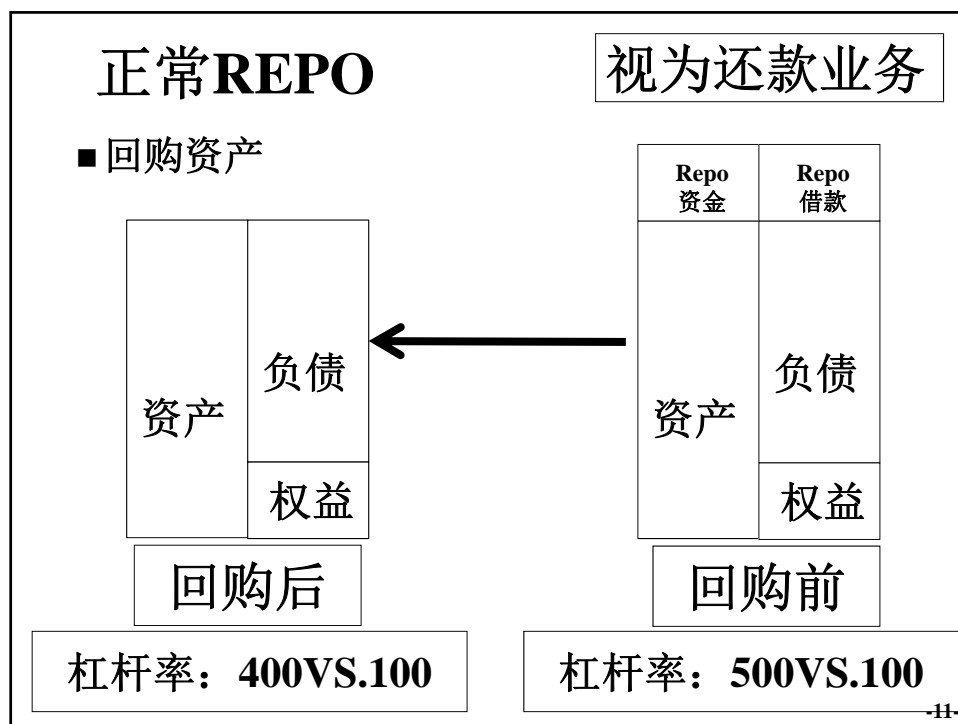 正常REPO
视为还款业务
■回购资产
Repo
资金
Repo
借款
资产
负债
权益
资产
负债
权益
回购后
回购前
杠杆率：400VS.100
杠杆率：500VS.100
-11-